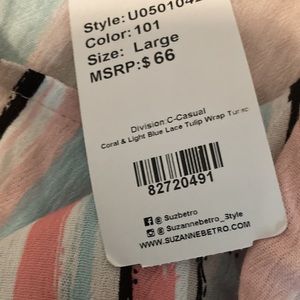 Style:U050104
Color: 101
Size: Large
MSRP:$ 66
Division:C-Casual
Coral & Light Blue Lace Tulip Wrap Tunic
82720491
@ Suzbetro
@ Suzannebetro_Style
WWW.SUZANNEBETRO.COM